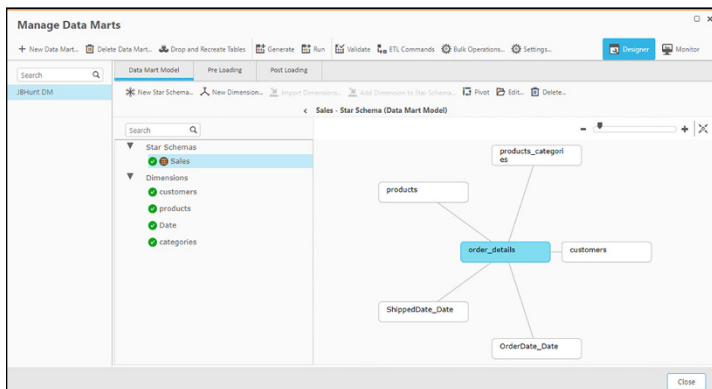 Manage Data Marts
New Data Mart... Delete Data Mart... Drop and Recreate Tables Generate Run Validate ETL Commands Bulk Operations... Settings... Designer Monitor
Search Data Mart Model Pre Loading Post Loading
JBHunt DM New Star Schema... New Dimension... Import Dimensions... Add Dimension to Star Schema... Pivot Edit... Delete...
Sales - Star Schema (Data Mart Model)
Search
Star Schemas
Sales
Dimensions
customers
products
Date
categories
products_categori
es
products
order_details
customers
ShippedDate_Date
OrderDate_Date
Close